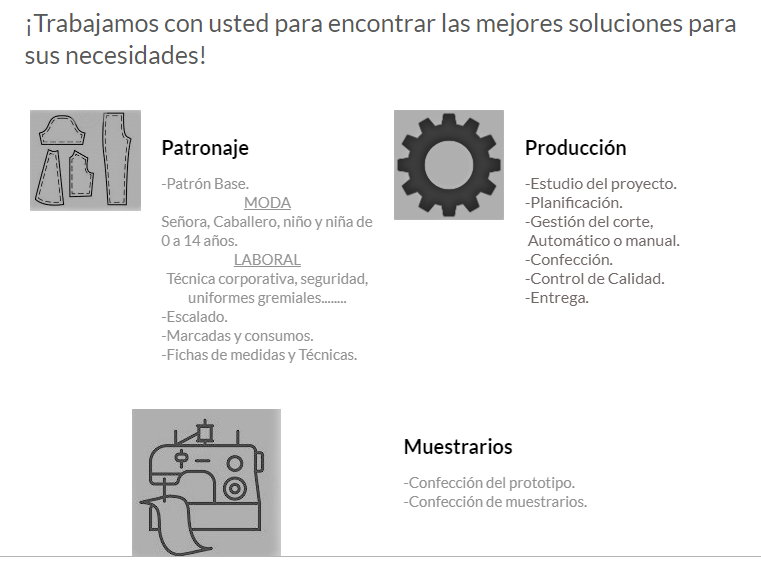 ¡Trabajamos con usted para encontrar las mejores soluciones para
sus necesidades!
Patronaje
-Patrón Base.
MODA
Señora, Caballero, niño y niña de
0 a 14 años.
LABORAL
Técnica corporativa, seguridad,
uniformes gremiales........
-Escalado.
-Marcadas y consumos.
-Fichas de medidas y Técnicas.
Producción
-Estudio del proyecto.
-Planificación.
-Gestión del corte,
Automático o manual.
-Confección.
-Control de Calidad.
-Entrega.
Muestrarios
-Confección del prototipo.
-Confección de muestrarios.